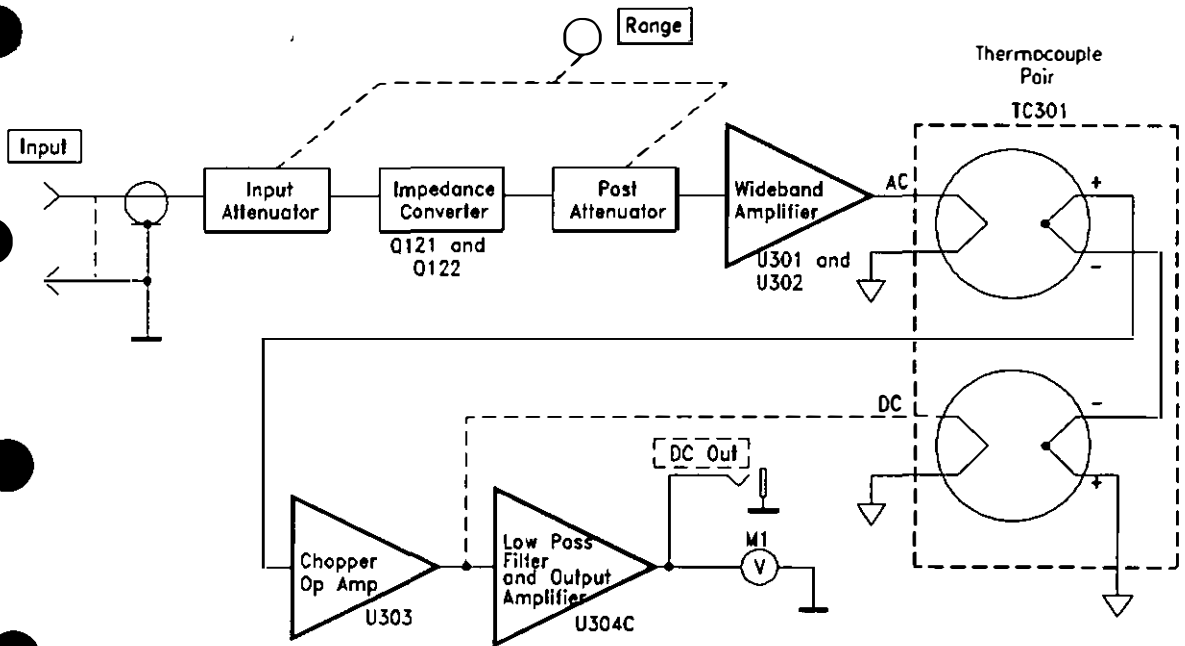 Range
Thermocouple
Pair
TC301
Input
Input
Attenuator
Impedance
Converter
Q121 and
Q122
Post
Attenuator
Wideband
Amplifier
U301 and
U302
AC
+
-
DC
-
+
DC Out
M1
V
Chopper
Op Amp
U303
Low Pass
Filter
and Output
Amplifier
U304C